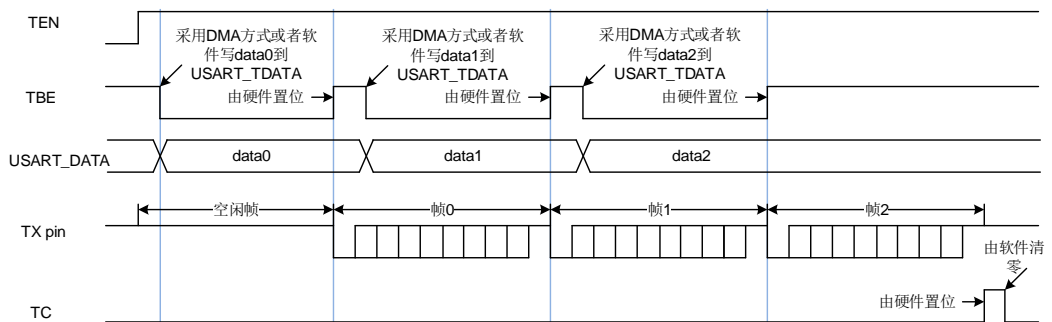 TEN
采用DMA方式或者软
件写data0到
USART_TDATA
采用DMA方式或者软
件写data1到
USART_TDATA
采用DMA方式或者软
件写data2到
USART_TDATA
TBE
由硬件置位
由硬件置位
由硬件置位
USART_DATA
data0
data1
data2
空闲帧
帧0
帧1
帧2
TX pin
由软件清
零
由硬件置位
TC